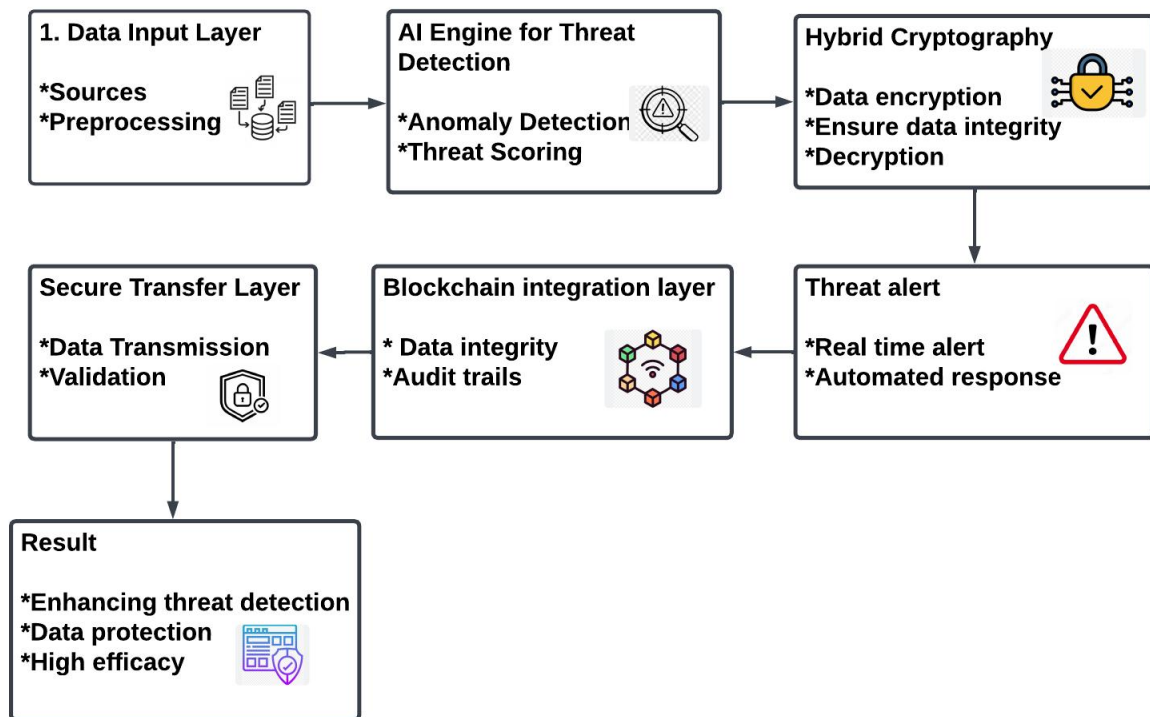 1. Data Input Layer
*Sources
*Preprocessing
AI Engine for Threat
Detection
*Anomaly Detection
*Threat Scoring
Hybrid Cryptography
*Data encryption
*Ensure data integrity
*Decryption
Threat alert
*Real time alert
*Automated response
Blockchain integration layer
* Data integrity
*Audit trails
Secure Transfer Layer
*Data Transmission
*Validation
Result
*Enhancing threat detection
*Data protection
*High efficacy